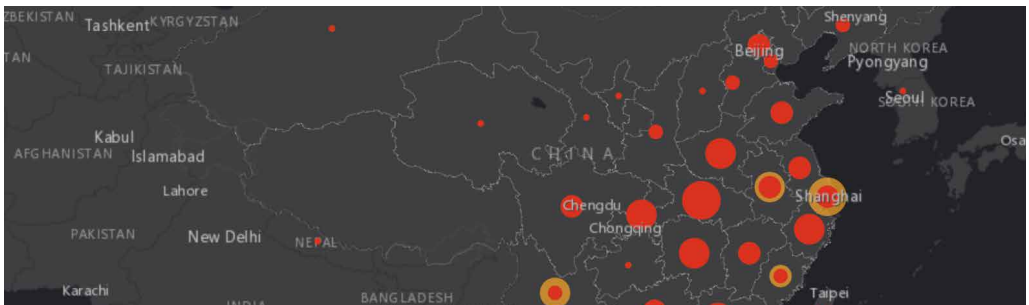 ZBEKISTAN
Tashkent
KYRGYZSTAN
Shenyang
TAN
TAJIKISTAN
Beijing
NORTH KOREA
Pyongyang
Seoul
SOUTH KOREA
Kabul
AFGHANISTAN
Islamabad
CHINA
Osa
Lahore
Chengdu
Shanghai
Chongqing
PAKISTAN
New Delhi
NEPAL
Karachi
INDIA
BANGLADESH
Taipei